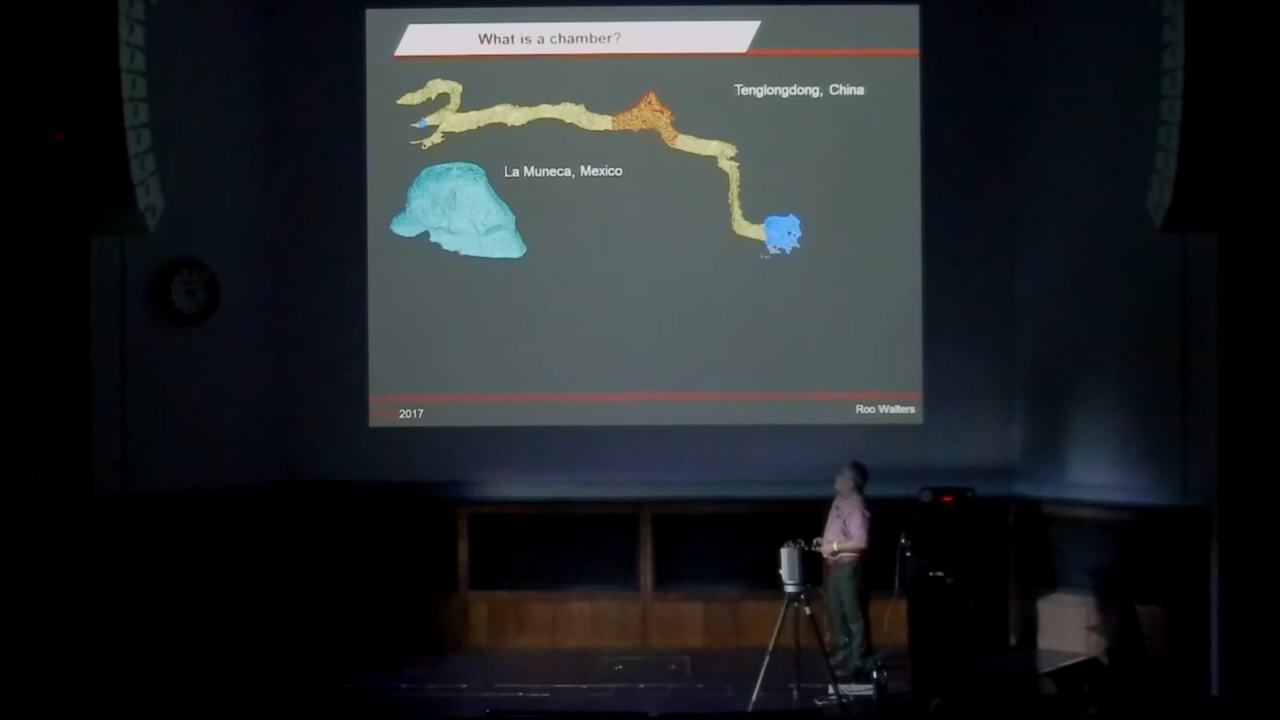 What is a chamber?
Tenglongdong, China
La Muneca, Mexico
2017
Roo Walters